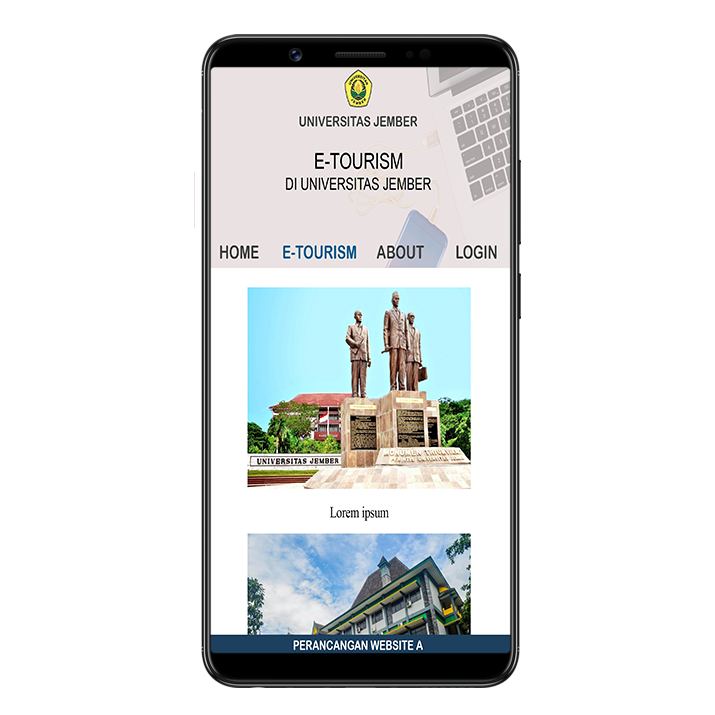 UNIVERSITAS JEMBER
E-TOURISM
DI UNIVERSITAS JEMBER
HOME E-TOURISM ABOUT LOGIN
UNIVERSITAS JEMBER
Lorem ipsum
PERANCANGAN WEBSITE A